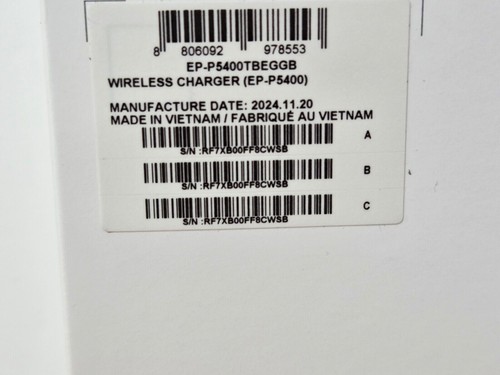 8 806092 978553
EP-P5400TBEGGB
WIRELESS CHARGER (EP-P5400)
MANUFACTURE DATE: 2024.11.20
MADE IN VIETNAM / FABRIQUÉ AU VIETNAM
A
S/N :RF7XB00FF8CWSB
B
S/N :RF7XB00FF8CWSB
C
S/N :RF7XB00FF8CWSB